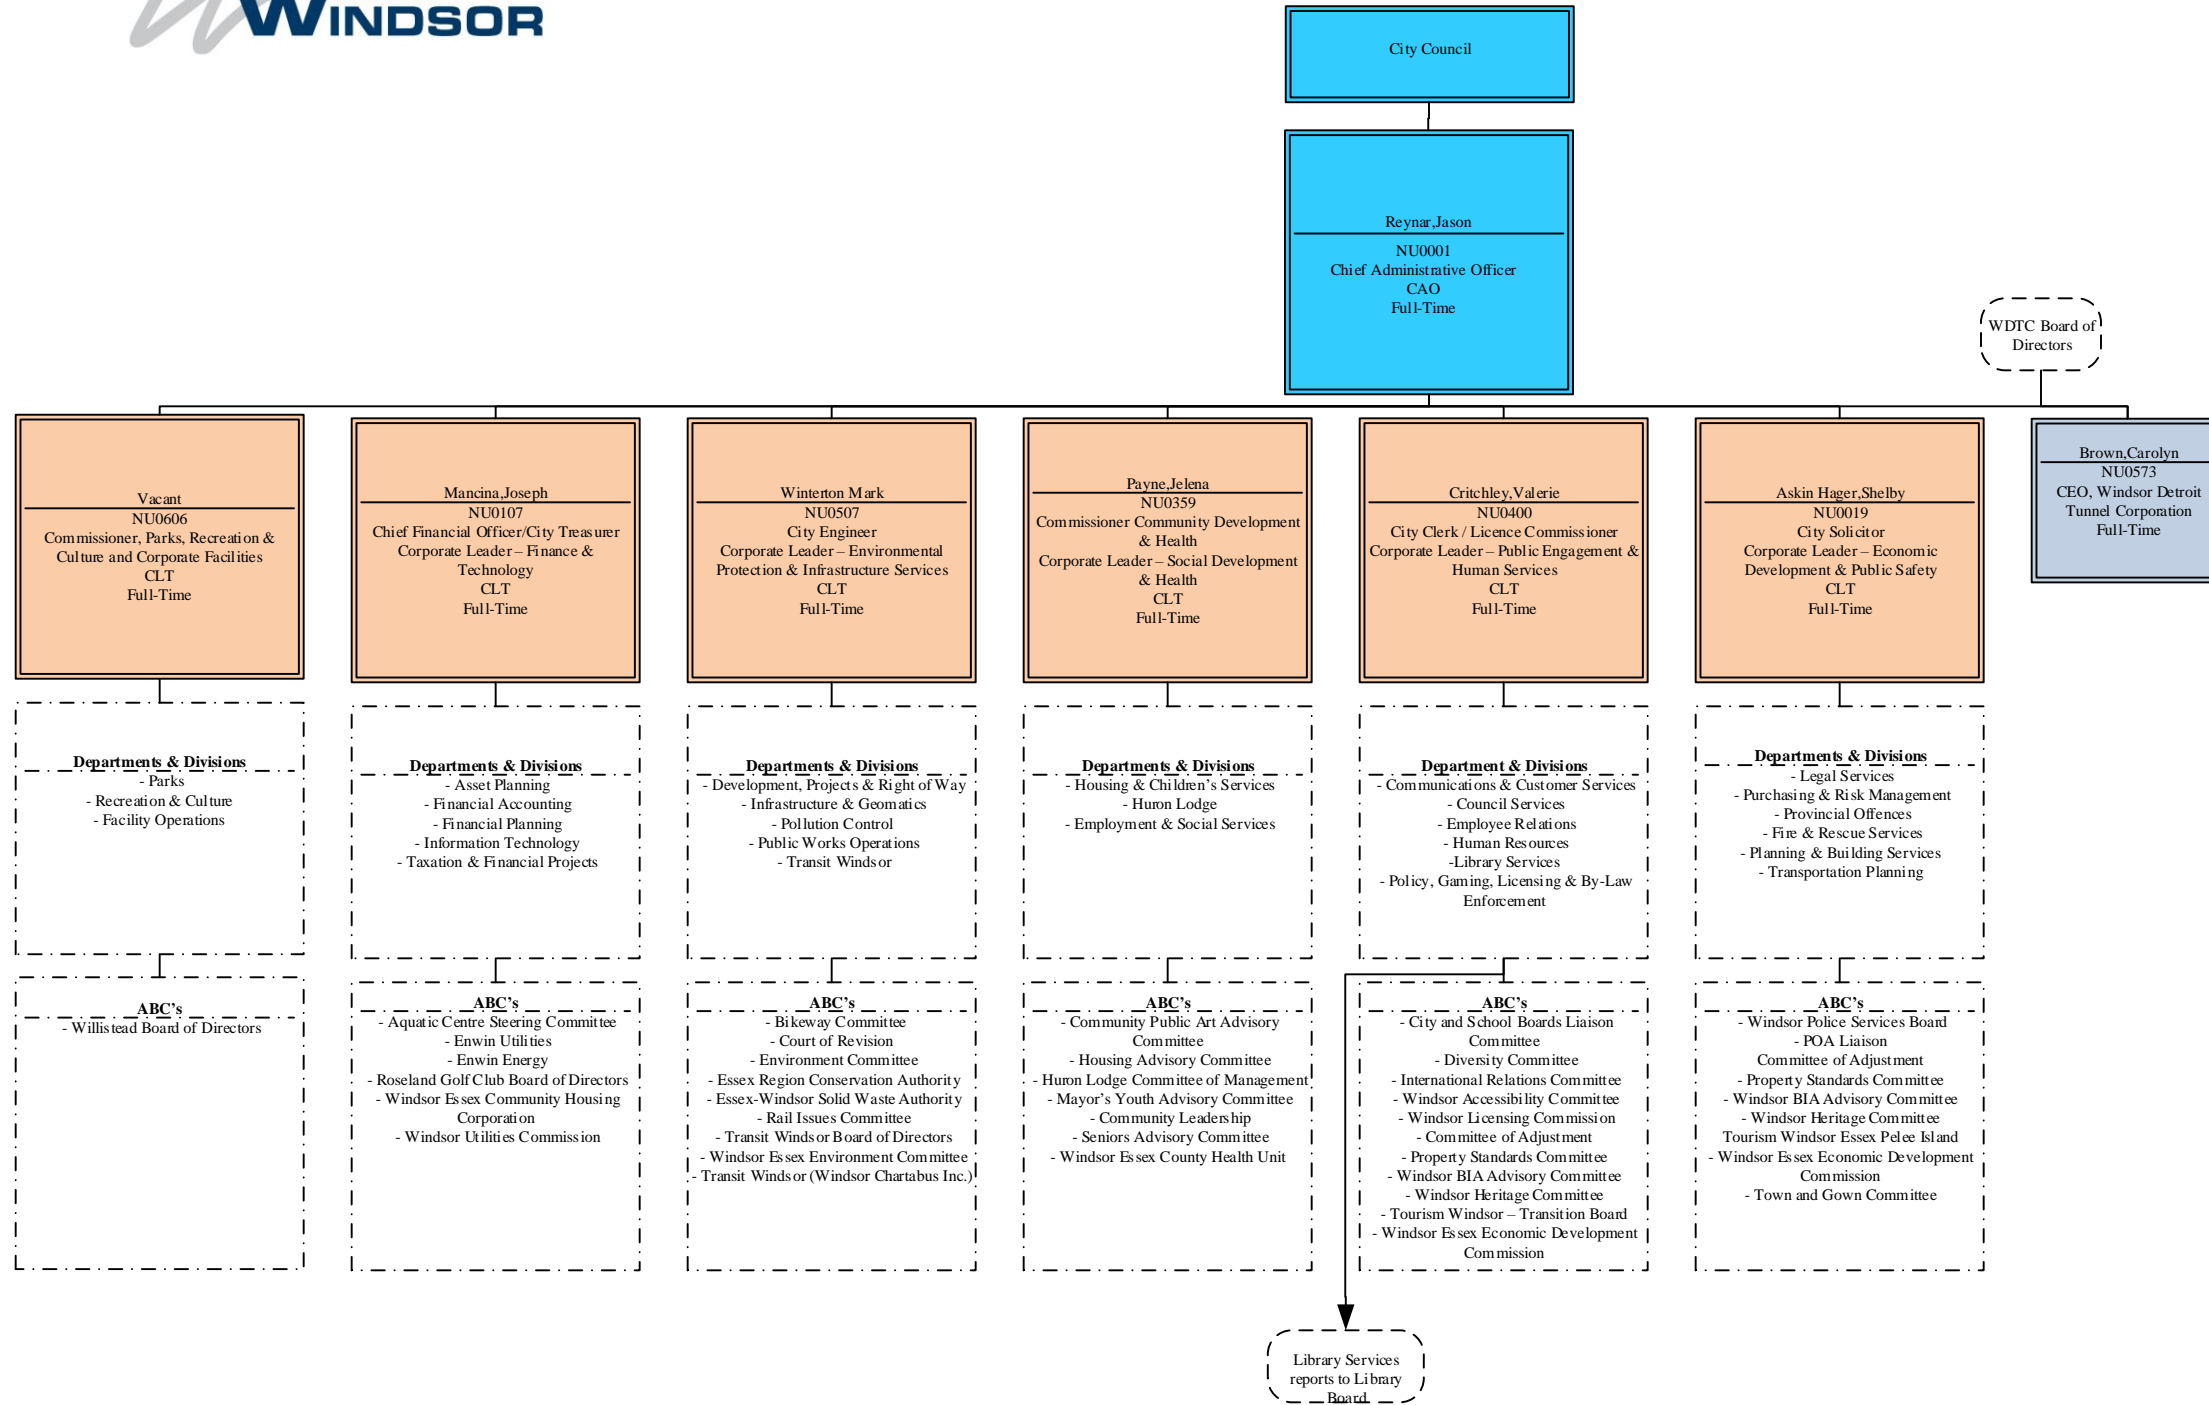 WINDSOR
City Council
Reynar,Jason
NU0001
Chief Administrative Officer
CAO
Full-Time
WDTC Board of
Directors
Vacant
NU0606
Commissioner, Parks, Recreation &
Culture and Corporate Facilities
CLT
Full-Time
Mancina,Joseph
NU0107
Chief Financial Officer/City Treasurer
Corporate Leader – Finance &
Technology
CLT
Full-Time
Winterton Mark
NU0507
City Engineer
Corporate Leader – Environmental
Protection & Infrastructure Services
CLT
Full-Time
Payne,Jelena
NU0359
Commissioner Community Development
& Health
Corporate Leader – Social Development
& Health
CLT
Full-Time
Critchley,Valerie
NU0400
City Clerk / Licence Commissioner
Corporate Leader – Public Engagement &
Human Services
CLT
Full-Time
Askin Hager,Shelby
NU0019
City Solicitor
Corporate Leader – Economic
Development & Public Safety
CLT
Full-Time
Brown,Carolyn
NU0573
CEO, Windsor Detroit
Tunnel Corporation
Full-Time
Departments & Divisions
- Parks
- Recreation & Culture
- Facility Operations
Departments & Divisions
- Asset Planning
- Financial Accounting
- Financial Planning
- Information Technology
- Taxation & Financial Projects
Departments & Divisions
- Development, Projects & Right of Way
- Infrastructure & Geomatics
- Pollution Control
- Public Works Operations
- Transit Windsor
Departments & Divisions
- Housing & Children's Services
- Huron Lodge
- Employment & Social Services
Department & Divisions
- Communications & Customer Services
- Council Services
- Employee Relations
- Human Resources
-Library Services
- Policy, Gaming, Licensing & By-Law
Enforcement
Departments & Divisions
- Legal Services
- Purchasing & Risk Management
- Provincial Offences
- Fire & Rescue Services
- Planning & Building Services
- Transportation Planning
ABC's
- Willistead Board of Directors
ABC's
- Aquatic Centre Steering Committee
- Enwin Utilities
- Enwin Energy
- Roseland Golf Club Board of Directors
- Windsor Essex Community Housing
Corporation
- Windsor Utilities Commission
ABC's
- Bikeway Committee
- Court of Revision
- Environment Committee
- Essex Region Conservation Authority
- Essex-Windsor Solid Waste Authority
- Rail Issues Committee
- Transit Windsor Board of Directors
- Windsor Essex Environment Committee
- Transit Windsor (Windsor Chartabus Inc.)
ABC's
- Community Public Art Advisory
Committee
- Housing Advisory Committee
- Huron Lodge Committee of Management
- Mayor's Youth Advisory Committee
- Community Leadership
- Seniors Advisory Committee
- Windsor Essex County Health Unit
ABC's
- City and School Boards Liaison
Committee
- Diversity Committee
- International Relations Committee
- Windsor Accessibility Committee
- Windsor Licensing Commission
- Committee of Adjustment
- Property Standards Committee
- Windsor BIA Advisory Committee
- Windsor Heritage Committee
- Tourism Windsor – Transition Board
- Windsor Essex Economic Development
Commission
ABC's
- Windsor Police Services Board
- POA Liaison
Committee of Adjustment
- Property Standards Committee
- Windsor BIA Advisory Committee
- Windsor Heritage Committee
Tourism Windsor Essex Pelee Island
- Windsor Essex Economic Development
Commission
- Town and Gown Committee
Library Services
reports to Library
Board